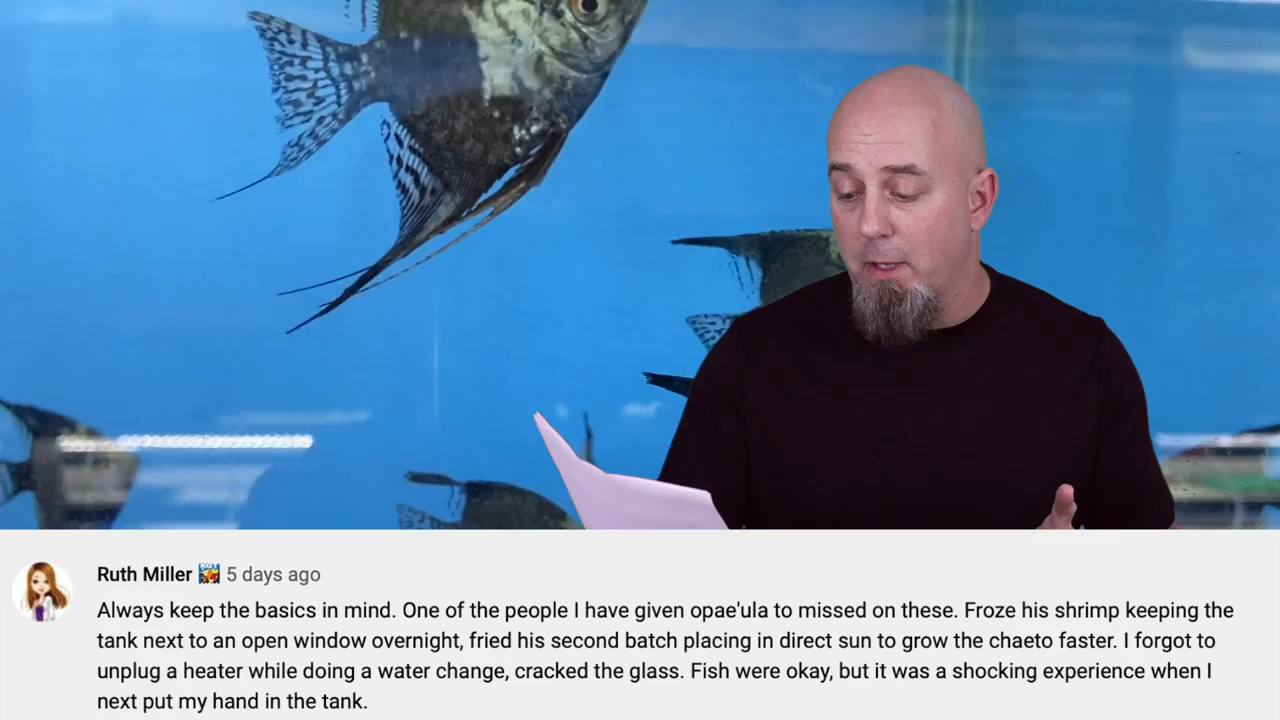 Ruth Miller 5 days ago
Always keep the basics in mind. One of the people I have given opae'ula to missed on these. Froze his shrimp keeping the
tank next to an open window overnight, fried his second batch placing in direct sun to grow the chaeto faster. I forgot to
unplug a heater while doing a water change, cracked the glass. Fish were okay, but it was a shocking experience when I
next put my hand in the tank.